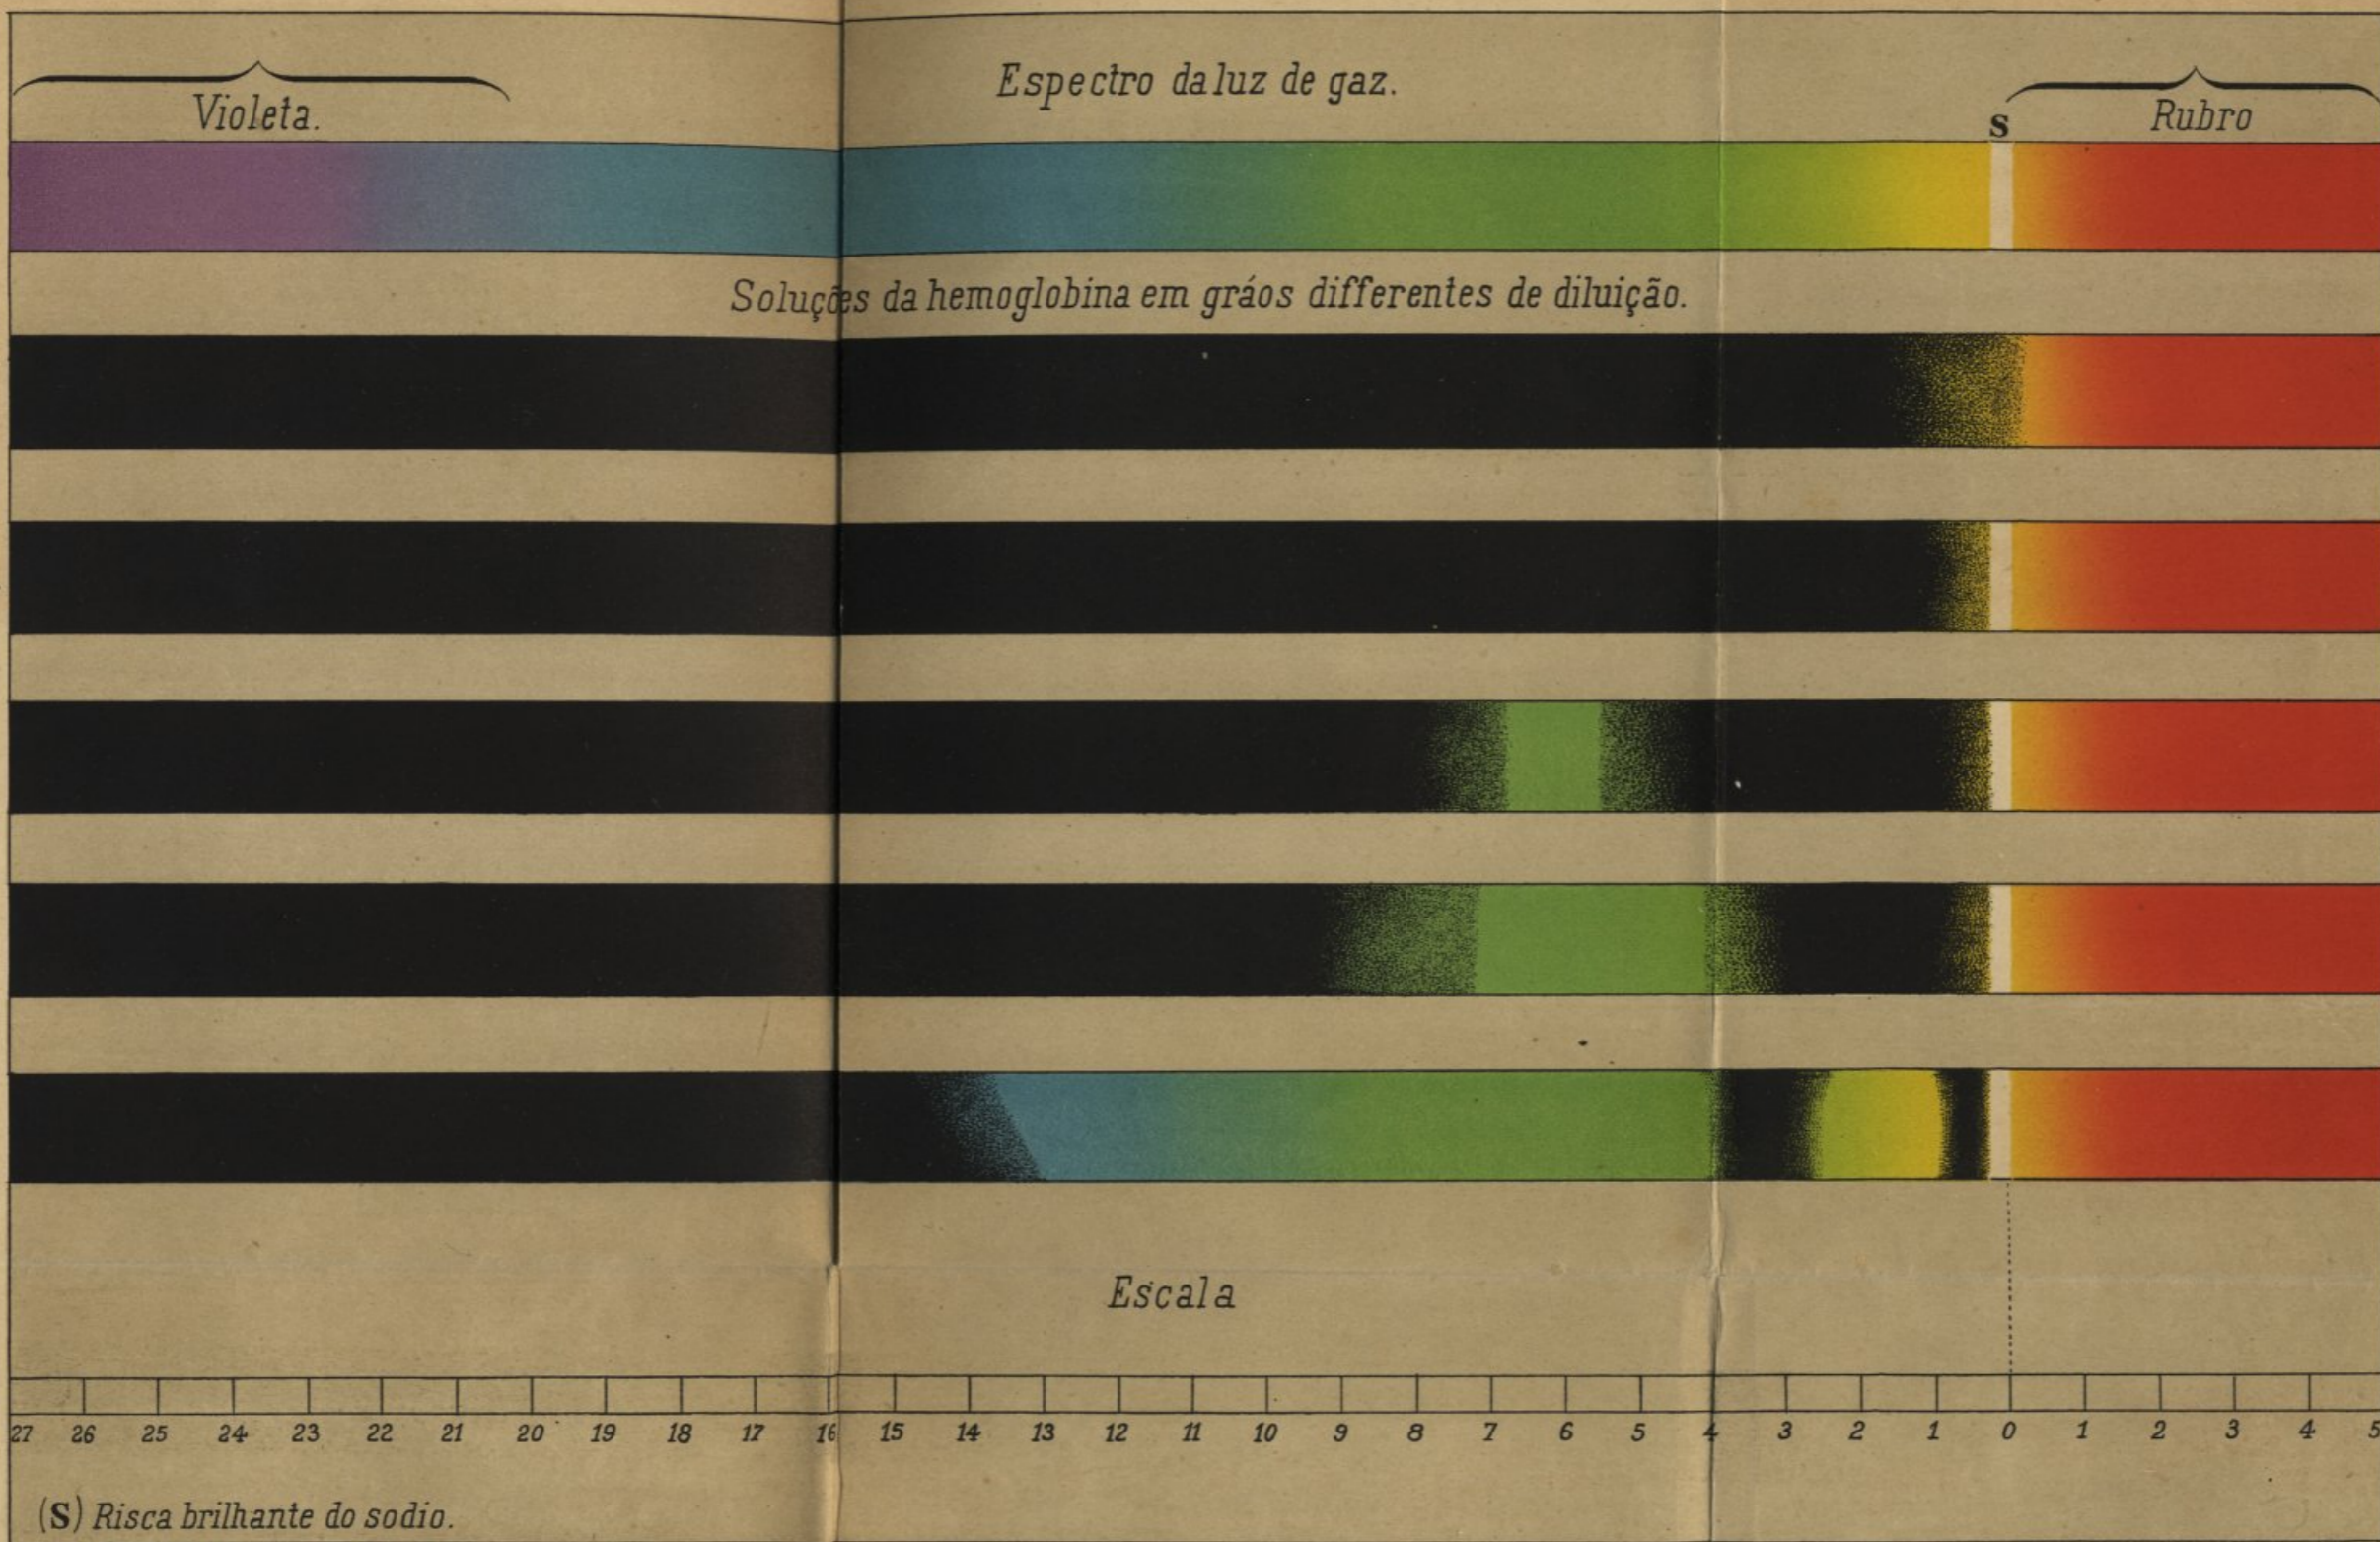 Espectro da luz de gaz.
Violeta.
S
Rubro
Soluções da hemoglobina em gráos differentes de diluição.
Escala
27 26 25 24 23 22 21 20 19 18 17 16 15 14 13 12 11 10 9 8 7 6 5 4 3 2 1 0 1 2 3 4 5
(S) Risca brilhante do sodio.